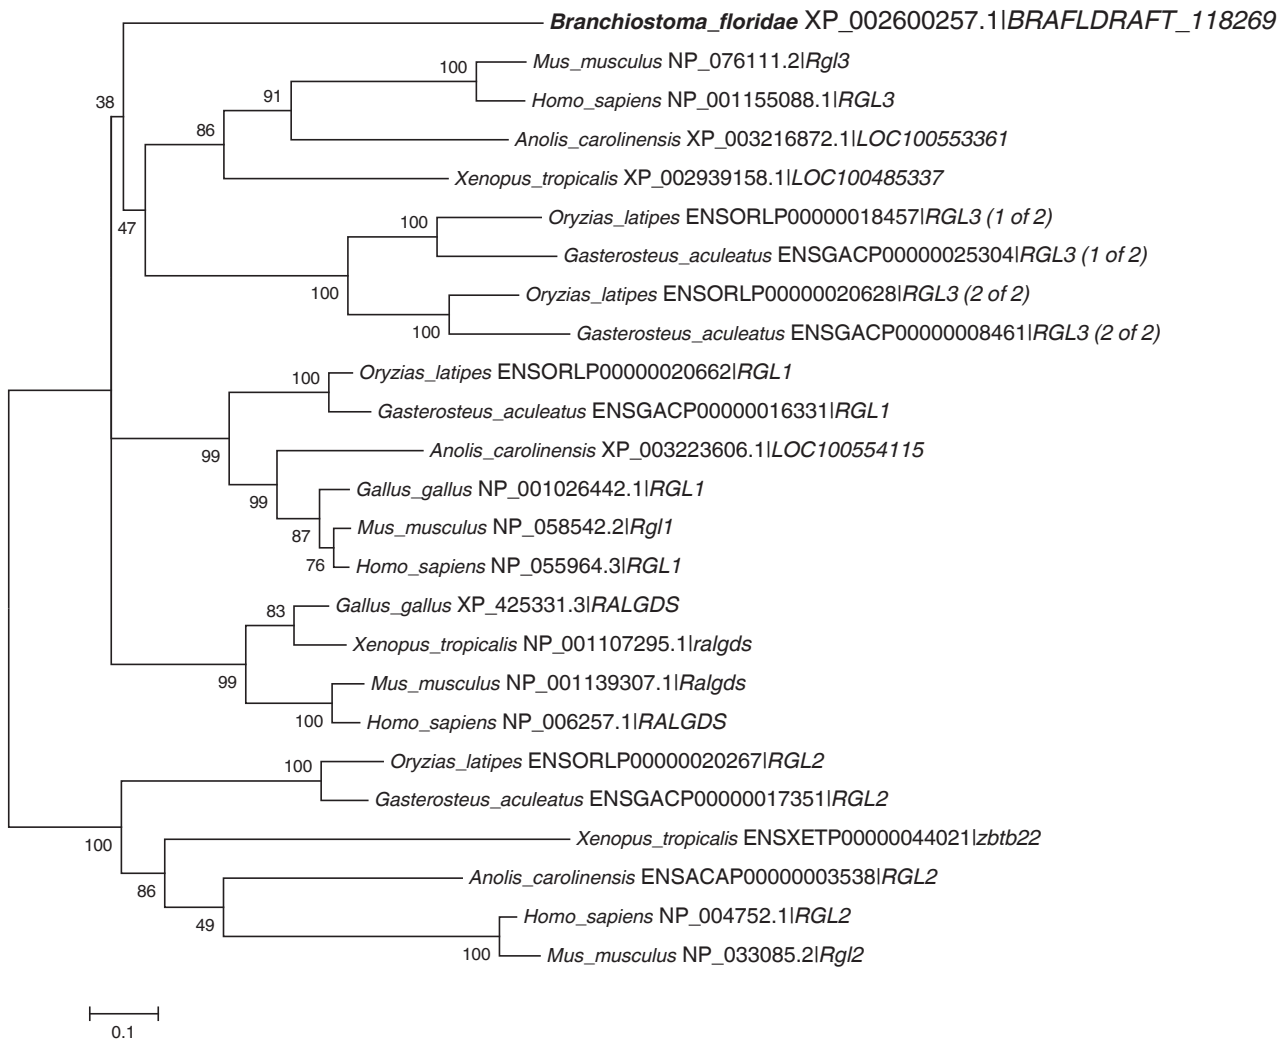 Branchiostoma_floridae XP_002600257.1|BRAFLDRAFT_118269
Mus_musculus NP_076111.2|Rgl3
100
Homo_sapiens NP_001155088.1|RGL3
91
38
86
Anolis_carolinensis XP_003216872.1|LOC100553361
Xenopus_tropicalis XP_002939158.1|LOC100485337
47
Oryzias_latipes ENSORLP00000018457|RGL3 (1 of 2)
100
Gasterosteus_aculeatus ENSGACP00000025304|RGL3 (1 of 2)
100
Oryzias_latipes ENSORLP00000020628|RGL3 (2 of 2)
100
Gasterosteus_aculeatus ENSGACP00000008461|RGL3 (2 of 2)
Oryzias_latipes ENSORLP00000020662|RGL1
100
Gasterosteus_aculeatus ENSGACP00000016331|RGL1
99
Anolis_carolinensis XP_003223606.1|LOC100554115
99
Gallus_gallus NP_001026442.1|RGL1
87
Mus_musculus NP_058542.2|Rgl1
76
Homo_sapiens NP_055964.3|RGL1
Gallus_gallus XP_425331.3|RALGDS
83
Xenopus_tropicalis NP_001107295.1|ralgds
99
Mus_musculus NP_001139307.1|Ralgds
100
Homo_sapiens NP_006257.1|RALGDS
Oryzias_latipes ENSORLP00000020267|RGL2
100
Gasterosteus_aculeatus ENSGACP00000017351|RGL2
100
Xenopus_tropicalis ENSXETP00000044021|zbtb22
86
Anolis_carolinensis ENSACAP00000003538|RGL2
49
Homo_sapiens NP_004752.1|RGL2
100
Mus_musculus NP_033085.2|Rgl2
0.1